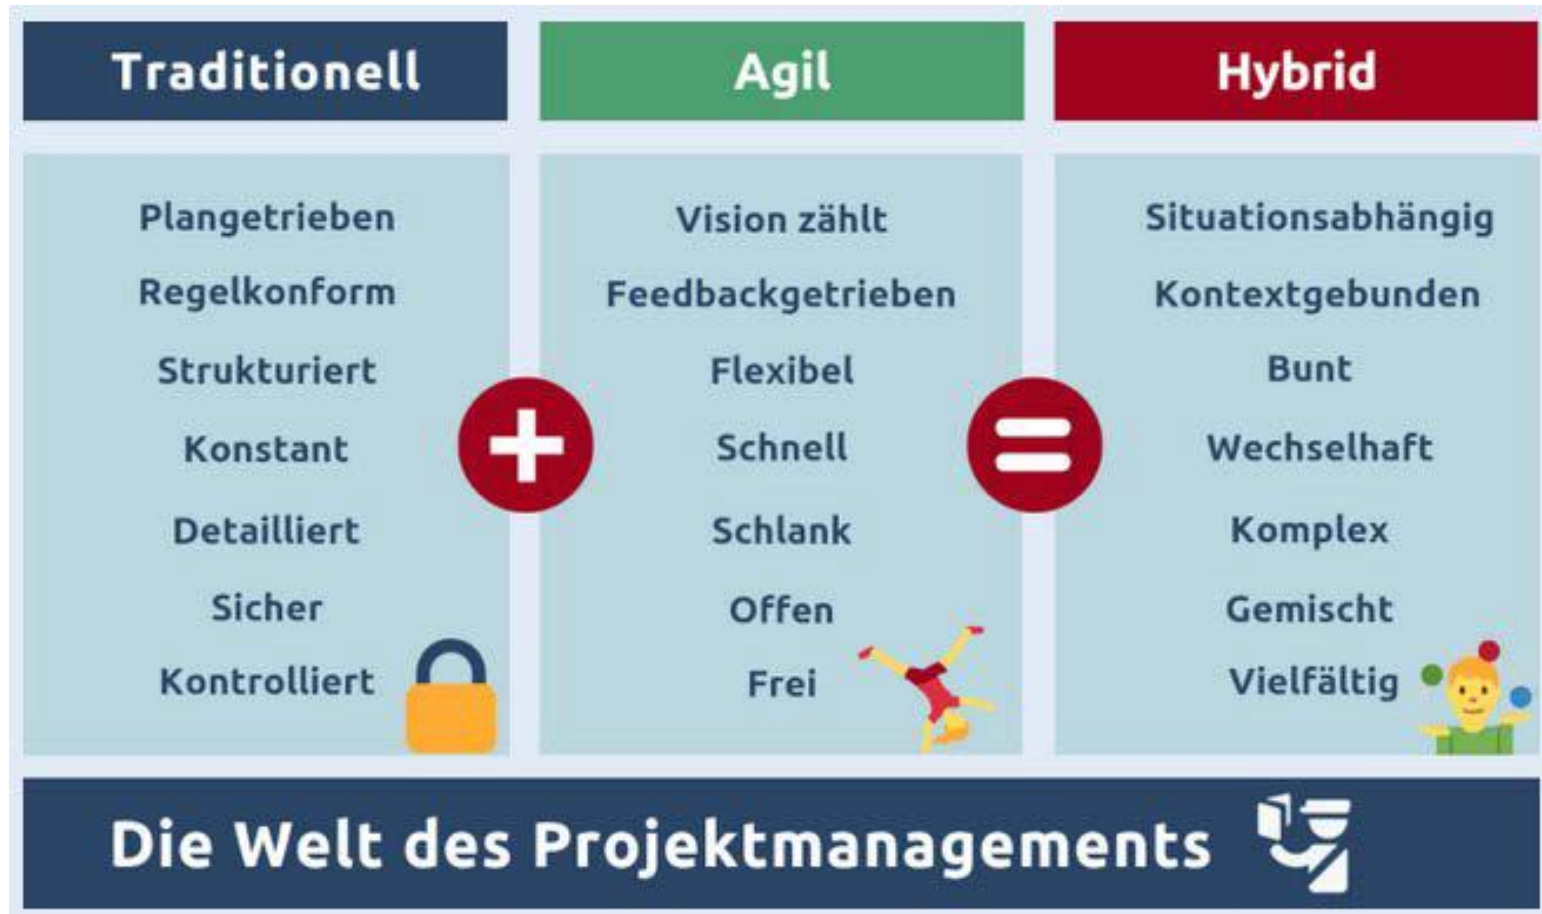 Traditionell
Agil
Hybrid
Plangetrieben
Regelkonform
Strukturiert
Konstant
Detailliert
Sicher
Kontrolliert
Vision zählt
Feedbackgetrieben
Flexibel
Schnell
Schlank
Offen
Frei
Situationsabhängig
Kontextgebunden
Bunt
Wechselhaft
Komplex
Gemischt
Vielfältig
Die Welt des Projektmanagements